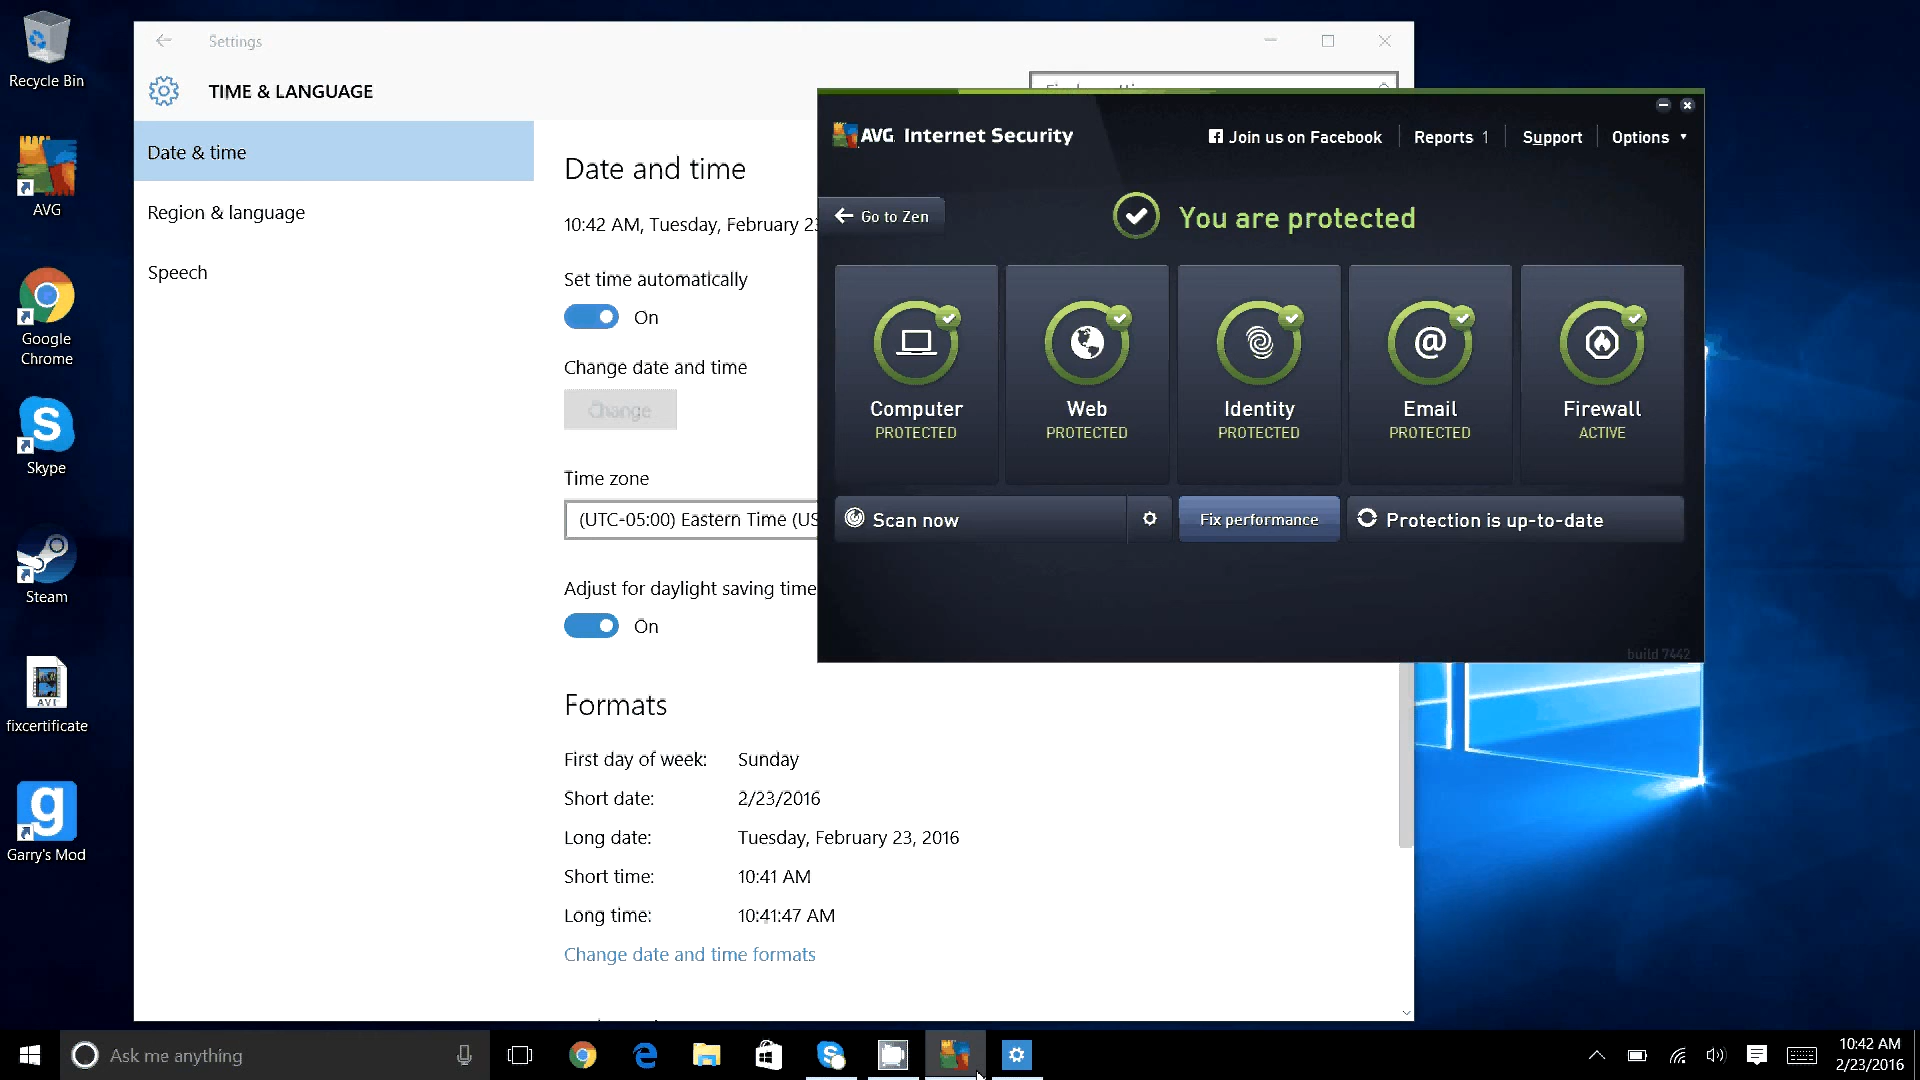 Recycle Bin
AVG
Google
Chrome
Skype
Steam
AVI
fixcertificate
Garry's Mod
Settings
TIME & LANGUAGE
Date & time
Region & language
Speech
Date and time
10:42 AM, Tuesday, February 23
Set time automatically
On
Change date and time
Change
Time zone
(UTC-05:00) Eastern Time (US
Adjust for daylight saving time
On
Formats
First day of week: Sunday
Short date: 2/23/2016
Long date: Tuesday, February 23, 2016
Short time: 10:41 AM
Long time: 10:41:47 AM
Change date and time formats
AVG Internet Security
Join us on Facebook
Reports 1
Support
Options
Go to Zen
You are protected
Computer
PROTECTED
Web
PROTECTED
Identity
PROTECTED
Email
PROTECTED
Firewall
ACTIVE
Scan now
Fix performance
Protection is up-to-date
build 7442
Ask me anything
10:42 AM
2/23/2016